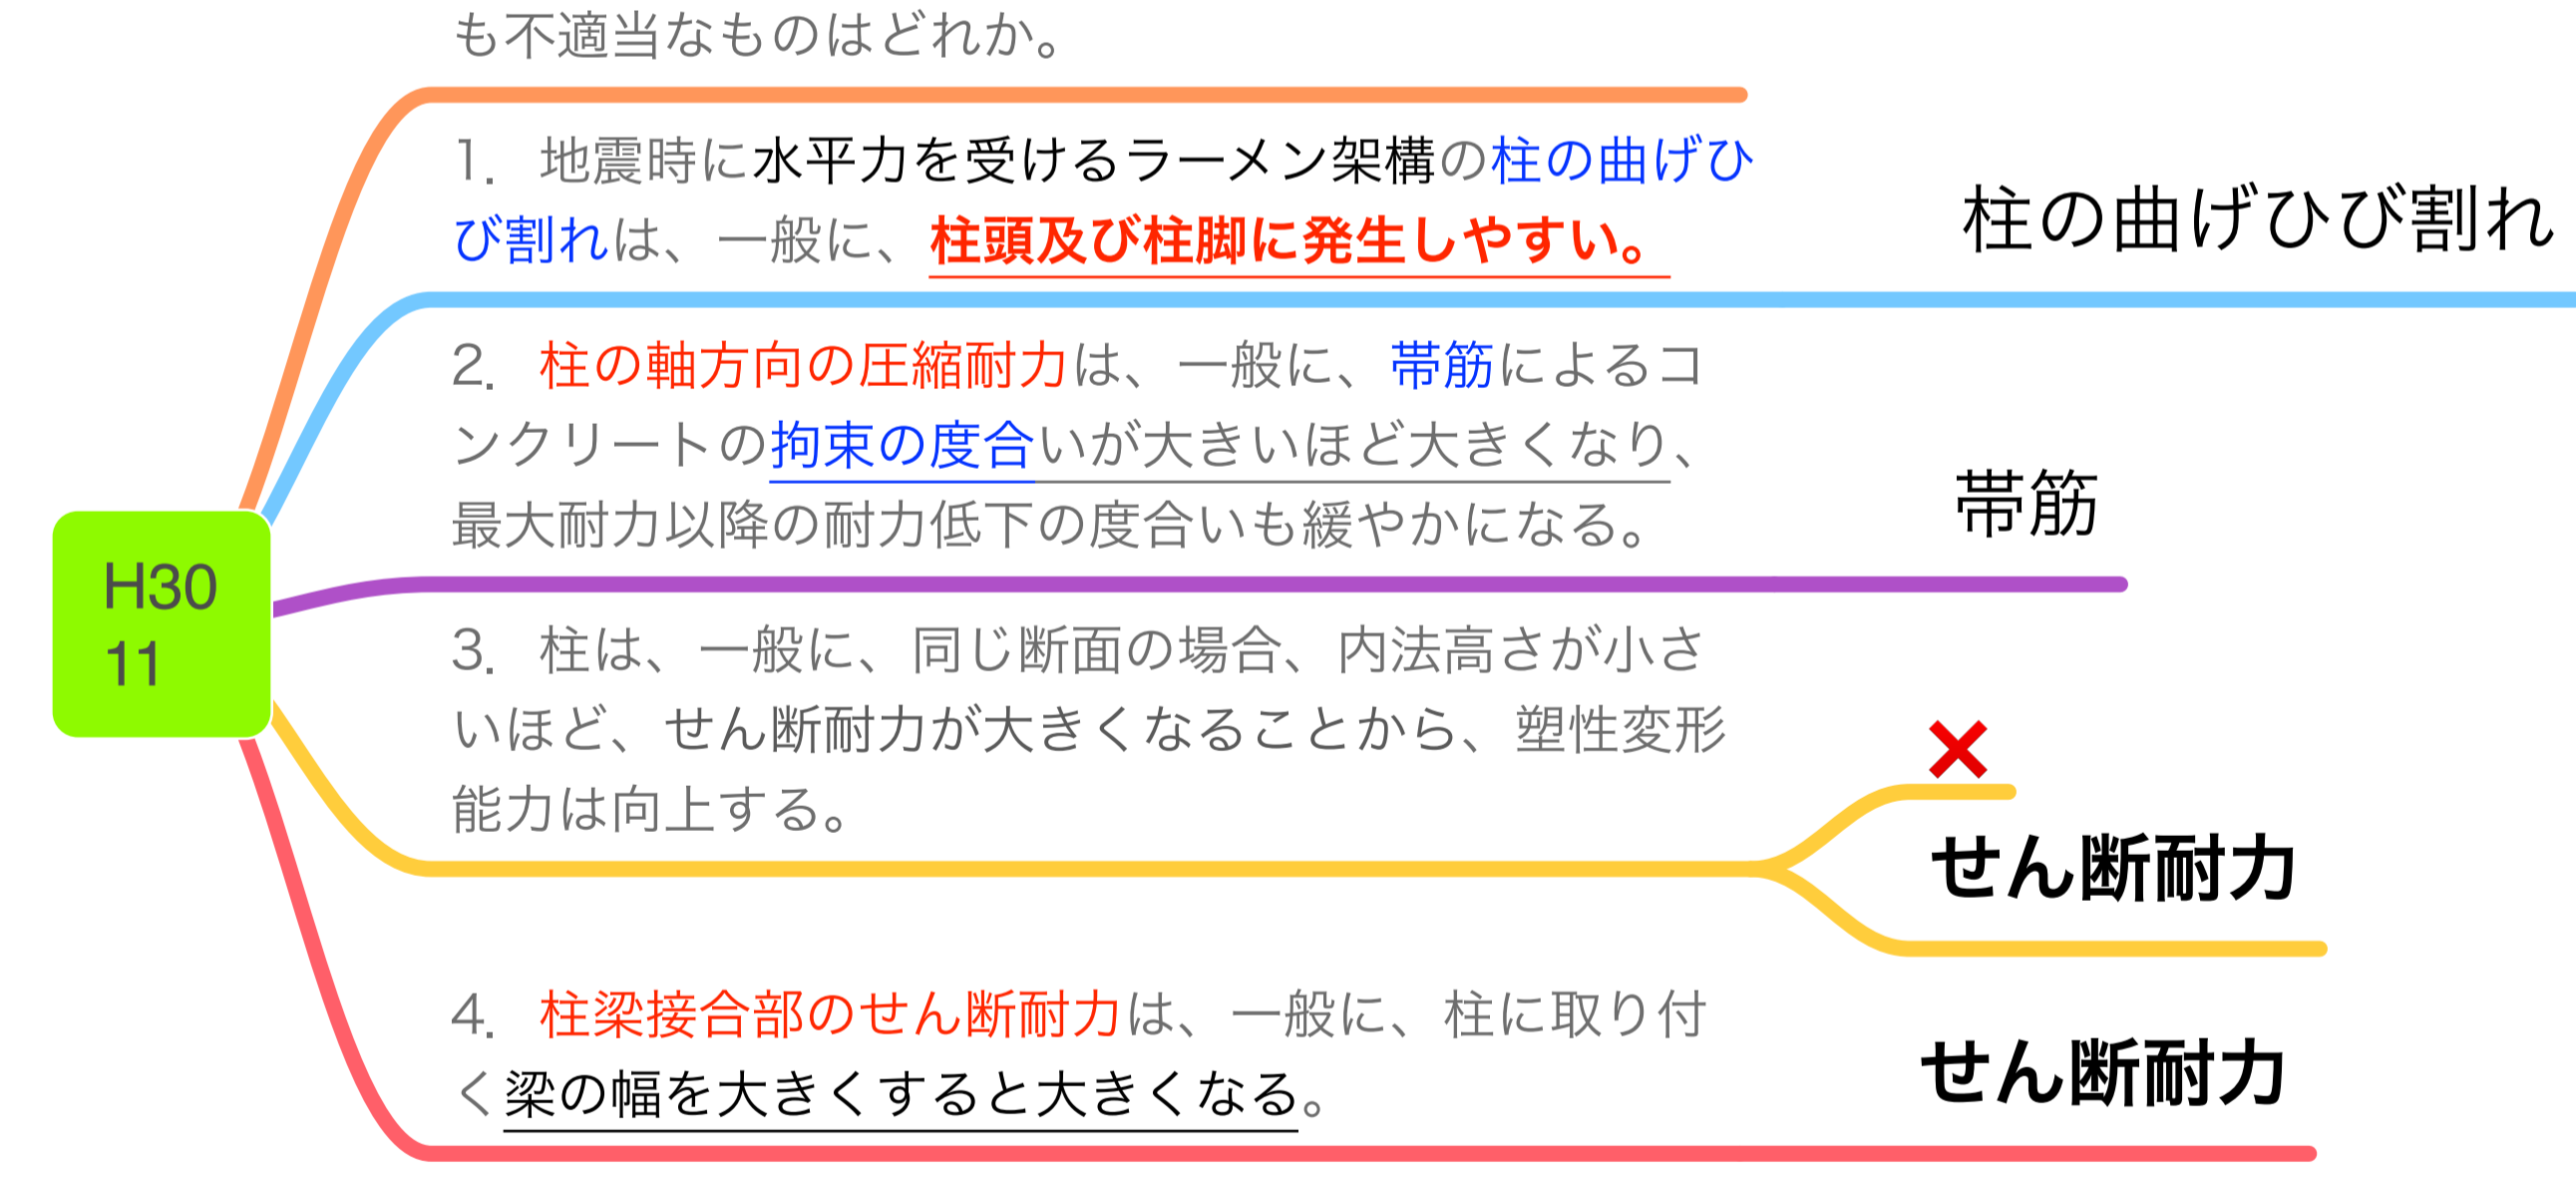 も不適当なものはどれか。
1．地震時に水平力を受けるラーメン架構の柱の曲げひ
び割れは、一般に、柱頭及び柱脚に発生しやすい。
柱の曲げひび割れ
2．柱の軸方向の圧縮耐力は、一般に、帯筋によるコ
ンクリートの拘束の度合いが大きいほど大きくなり、
最大耐力以降の耐力低下の度合いも緩やかになる。
帯筋
H30
11
3．柱は、一般に、同じ断面の場合、内法高さが小さ
いほど、せん断耐力が大きくなることから、塑性変形
能力は向上する。
×
せん断耐力
4．柱梁接合部のせん断耐力は、一般に、柱に取り付
く梁の幅を大きくすると大きくなる。
せん断耐力